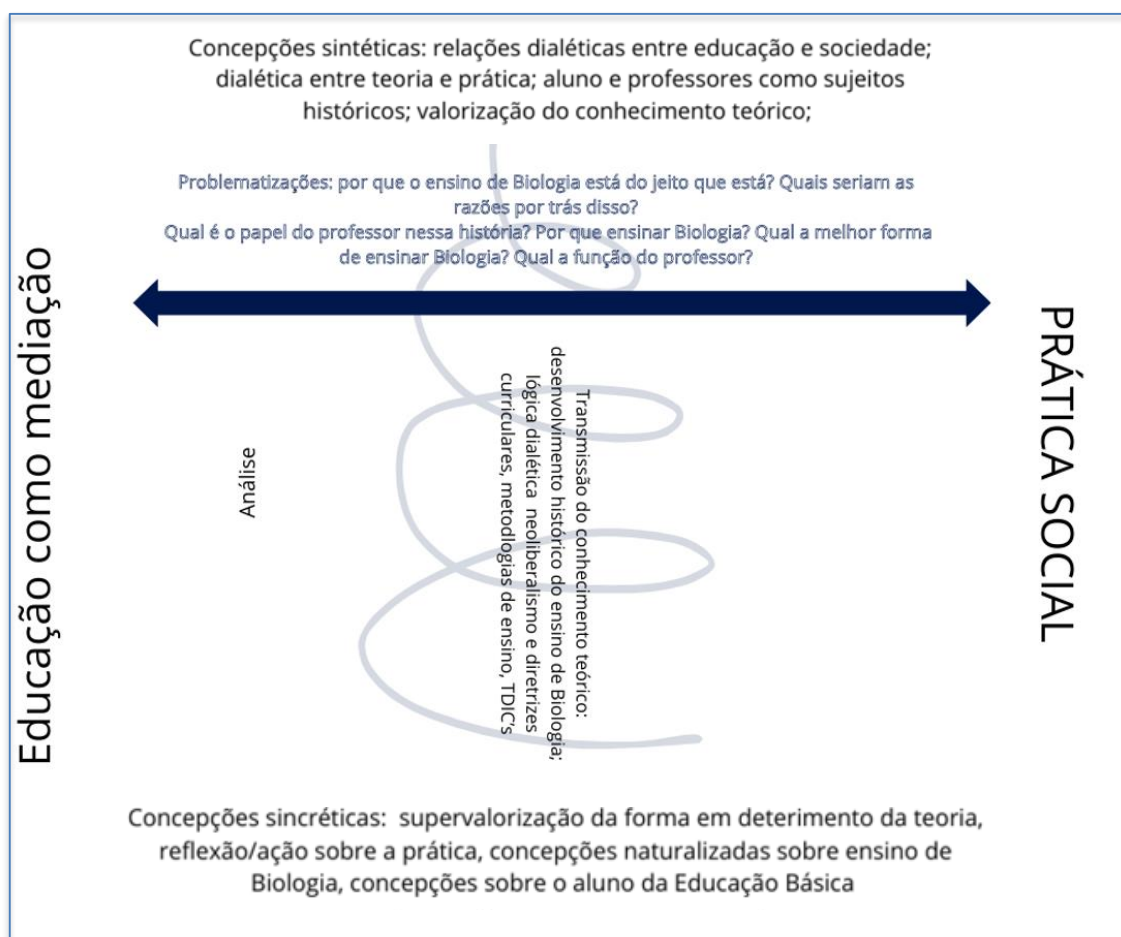 Concepções sintéticas: relações dialéticas entre educação e sociedade;
dialética entre teoria e prática; aluno e professores como sujeitos
históricos; valorização do conhecimento teórico;
Problematizações: por que o ensino de Biologia está do jeito que está? Quais seriam as
razões por trás disso?
Qual é o papel do professor nessa história? Por que ensinar Biologia? Qual a melhor forma
de ensinar Biologia? Qual a função do professor?
Educação como mediação
Análise
Transmissão do conhecimento teórico:
desenvolvimento histórico do ensino de Biologia;
lógica dialética neoliberalismo e diretrizes
curriculares, metodlogias de ensino, TDIC's
PRÁTICA SOCIAL
Concepções sincréticas: supervalorização da forma em deterimento da teoria,
reflexão/ação sobre a prática, concepções naturalizadas sobre ensino de
Biologia, concepções sobre o aluno da Educação Básica